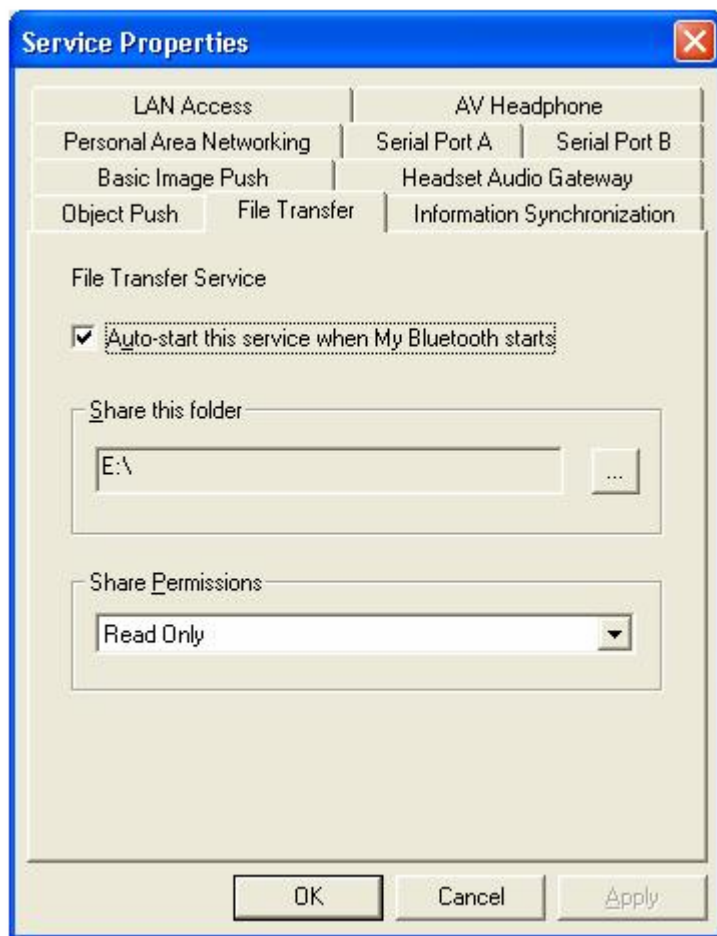 Service Properties
LAN Access AV Headphone
Personal Area Networking Serial Port A Serial Port B
Basic Image Push Headset Audio Gateway
Object Push File Transfer Information Synchronization
File Transfer Service
Auto-start this service when My Bluetooth starts
Share this folder
E:\
...
Share Permissions
Read Only
OK Cancel Apply